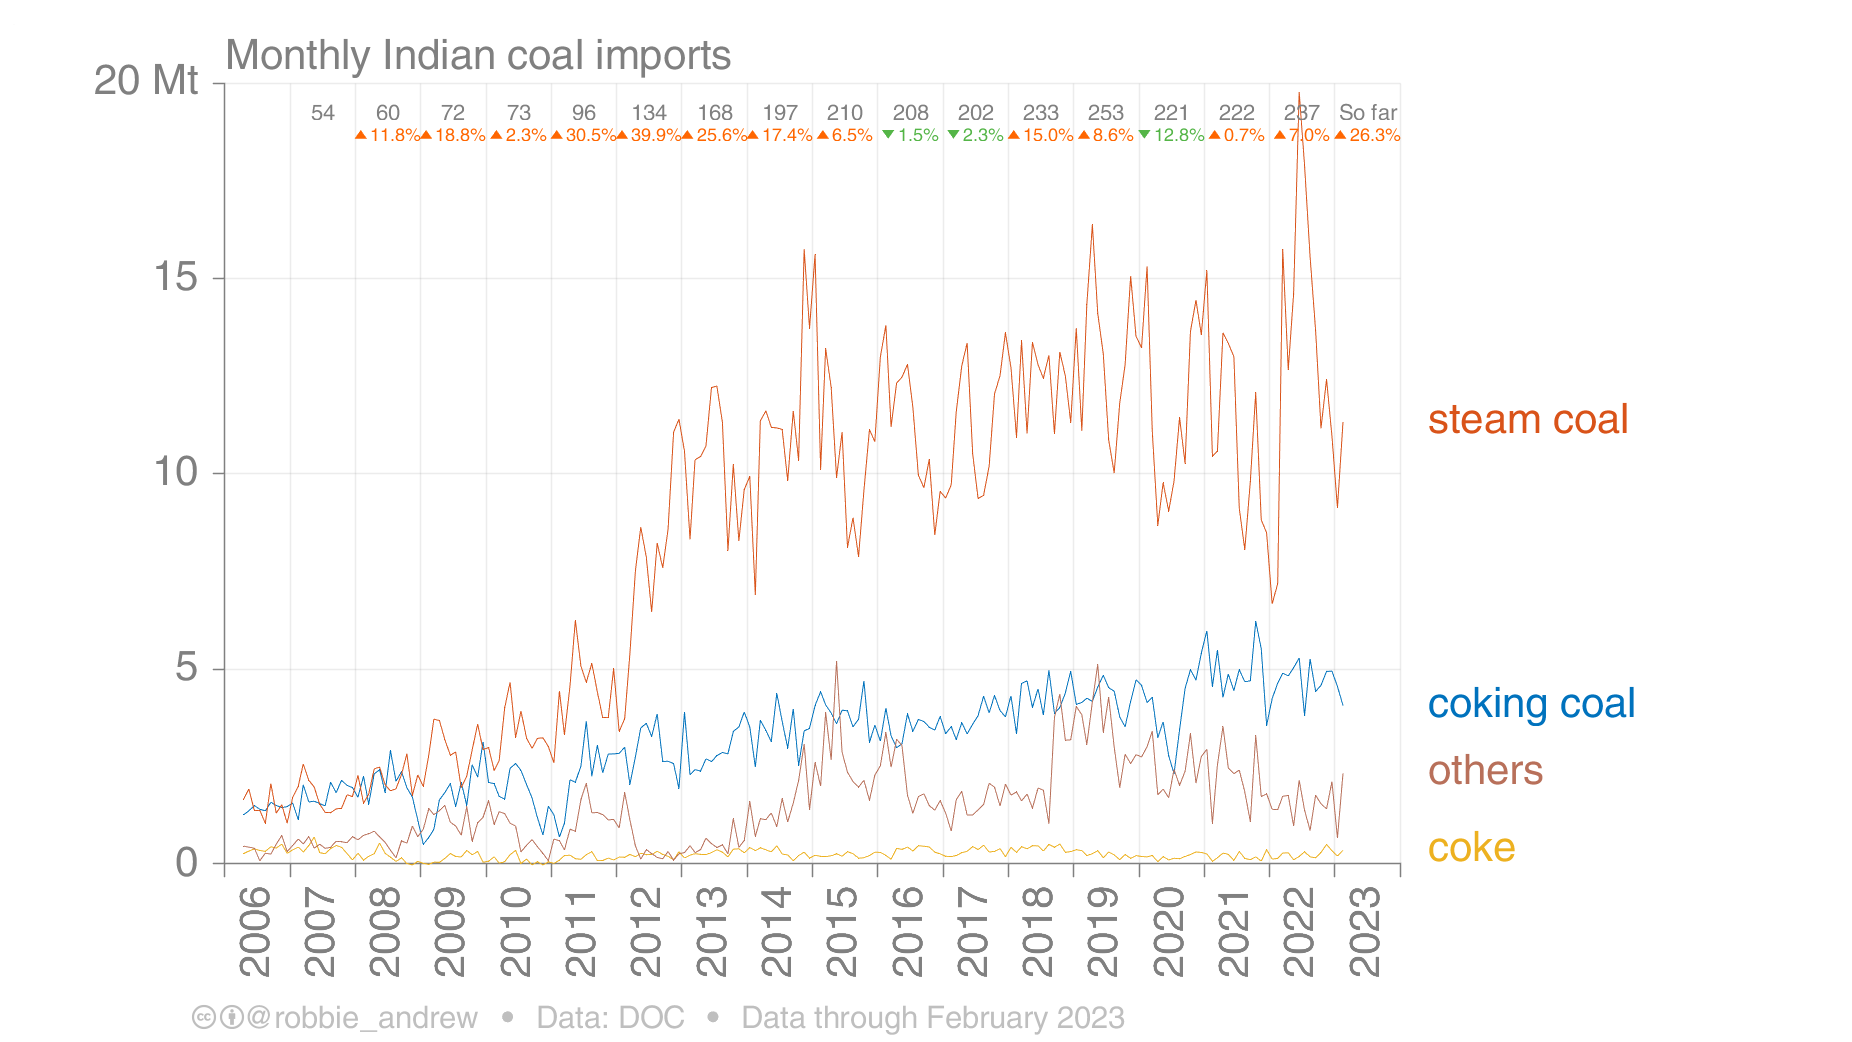 Monthly Indian coal imports
20 Mt
54 60 72 73 96 134 168 197 210 208 202 233 253 221 222 237 So far
▲ 11.8% ▲ 18.8% ▲ 2.3% ▲ 30.5% ▲ 39.9% ▲ 25.6% ▲ 17.4% ▲ 6.5% ▼ 1.5% ▼ 2.3% ▲ 15.0% ▲ 8.6% ▼ 12.8% ▲ 0.7% ▲ 7.0% ▲ 26.3%
15
10
5
0
steam coal
coking coal
others
coke
2006 2007 2008 2009 2010 2011 2012 2013 2014 2015 2016 2017 2018 2019 2020 2021 2022 2023
@robbie_andrew • Data: DOC • Data through February 2023